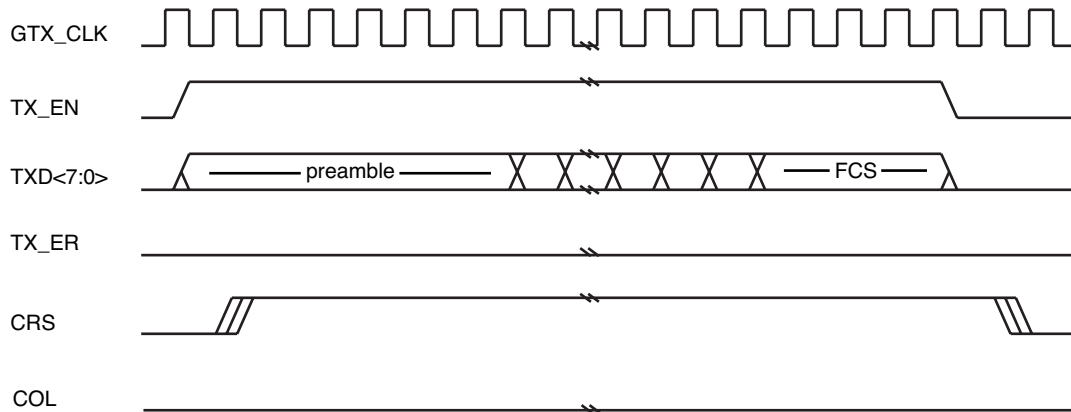 GTX_CLK
TX_EN
TXD<7:0>
preamble
FCS
TX_ER
CRS
COL